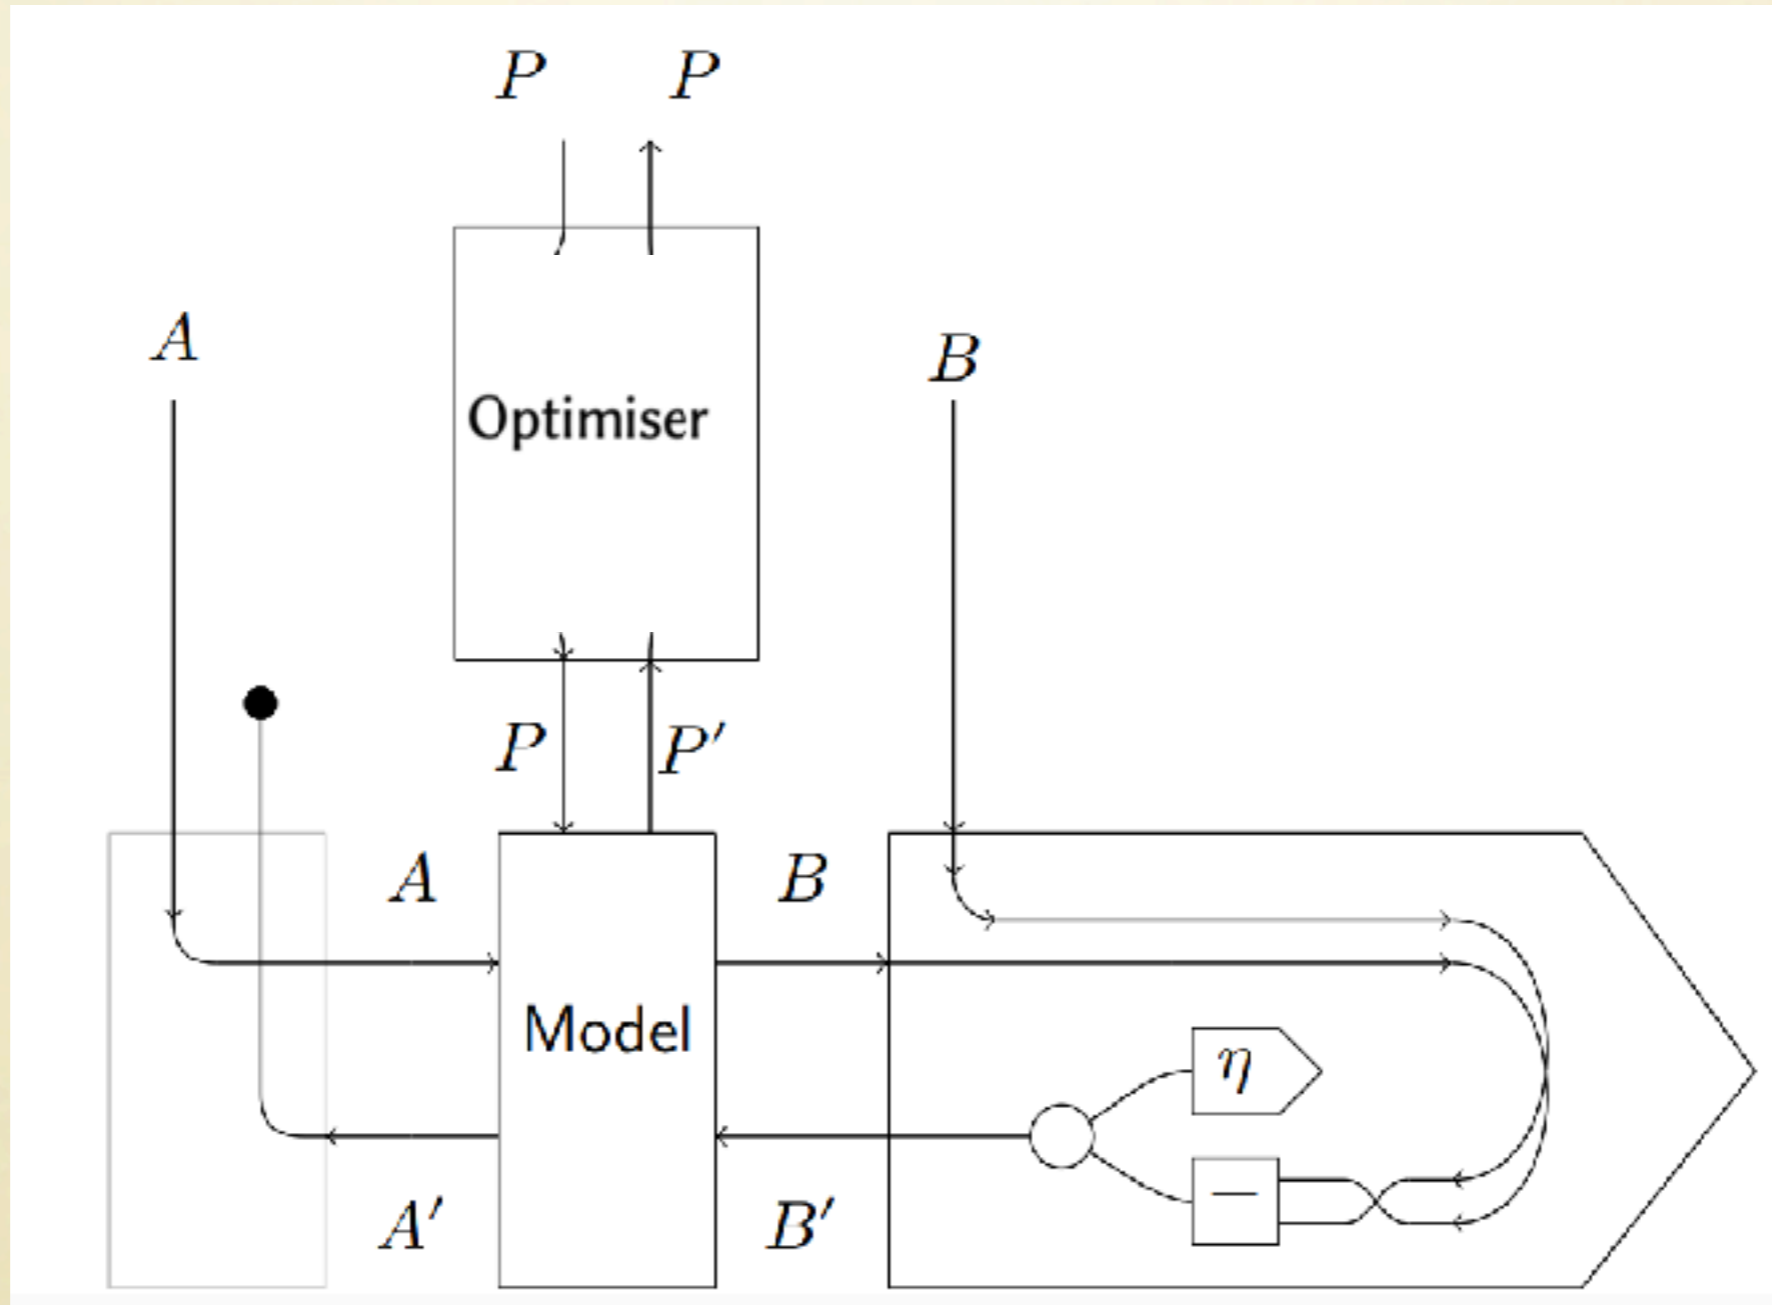 P P
A
Optimiser
B
P P′
A B
Model
η
−
A′ B′